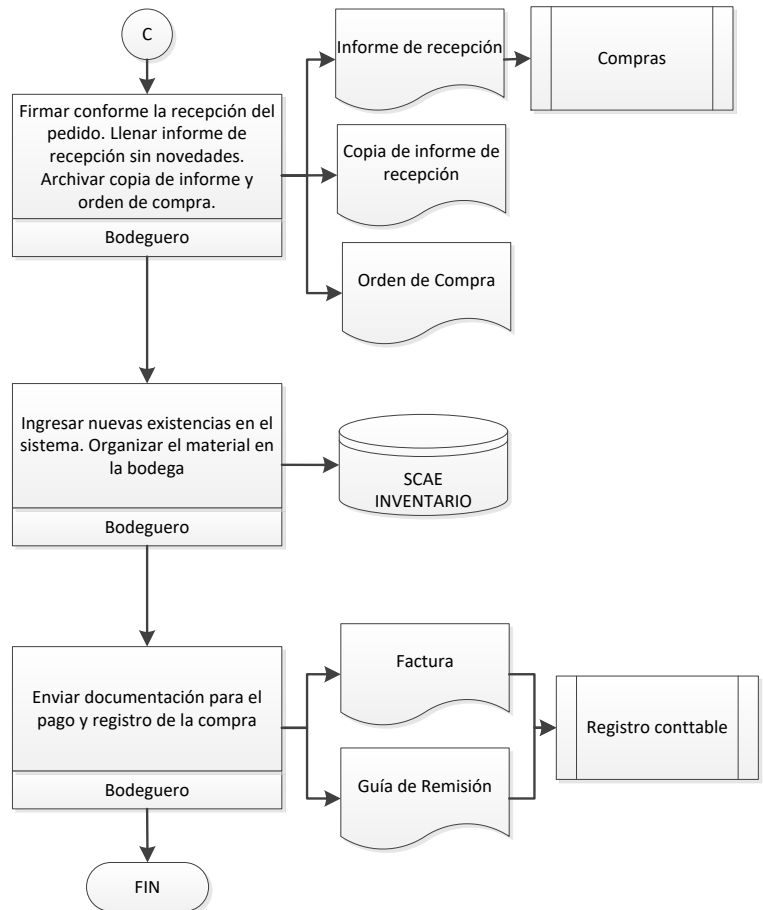 C
Firmar conforme la recepción del
pedido. Llenar informe de
recepción sin novedades.
Archivar copia de informe y
orden de compra.
Bodeguero
Informe de recepción
Compras
Copia de informe de
recepción
Orden de Compra
Ingresar nuevas existencias en el
sistema. Organizar el material en
la bodega
Bodeguero
SCAE
INVENTARIO
Enviar documentación para el
pago y registro de la compra
Bodeguero
Factura
Guía de Remisión
Registro conttable
FIN